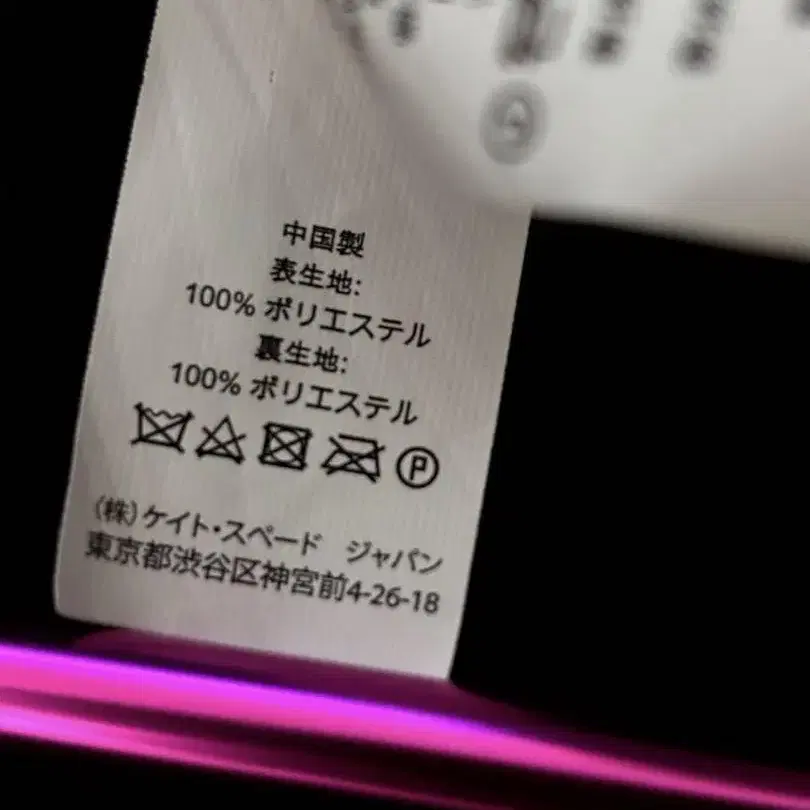 中国製
表生地:
100% ポリエステル
裏生地:
100% ポリエステル
P
(株)ケイト・スペード ジャパン
東京都渋谷区神宮前4-26-18